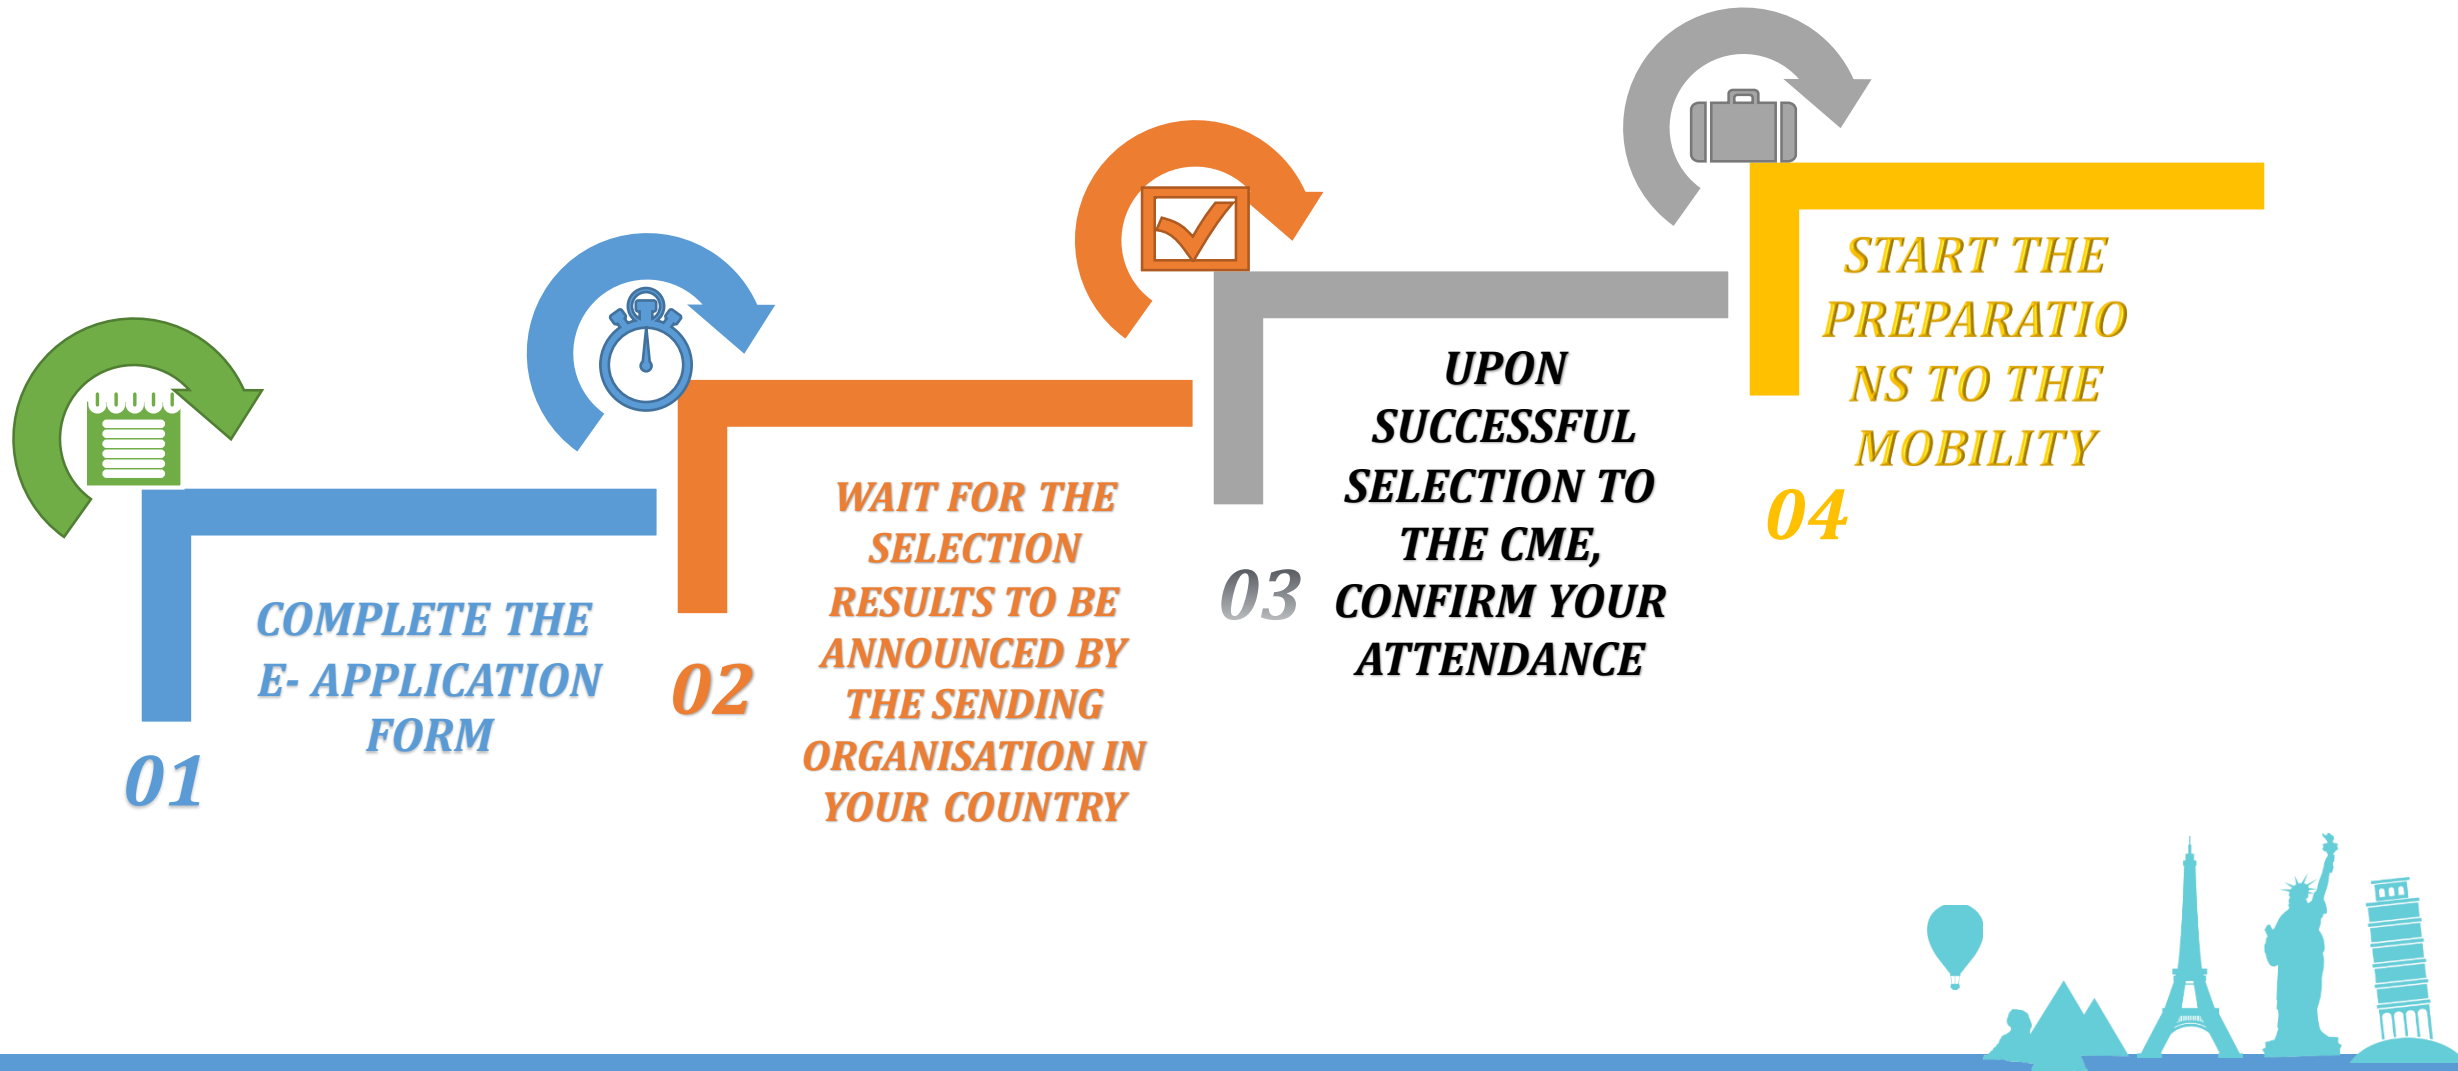 01
COMPLETE THE
E- APPLICATION
FORM
02
WAIT FOR THE
SELECTION
RESULTS TO BE
ANNOUNCED BY
THE SENDING
ORGANISATION IN
YOUR COUNTRY
03
UPON
SUCCESSFUL
SELECTION TO
THE CME,
CONFIRM YOUR
ATTENDANCE
04
START THE
PREPARATIO
NS TO THE
MOBILITY